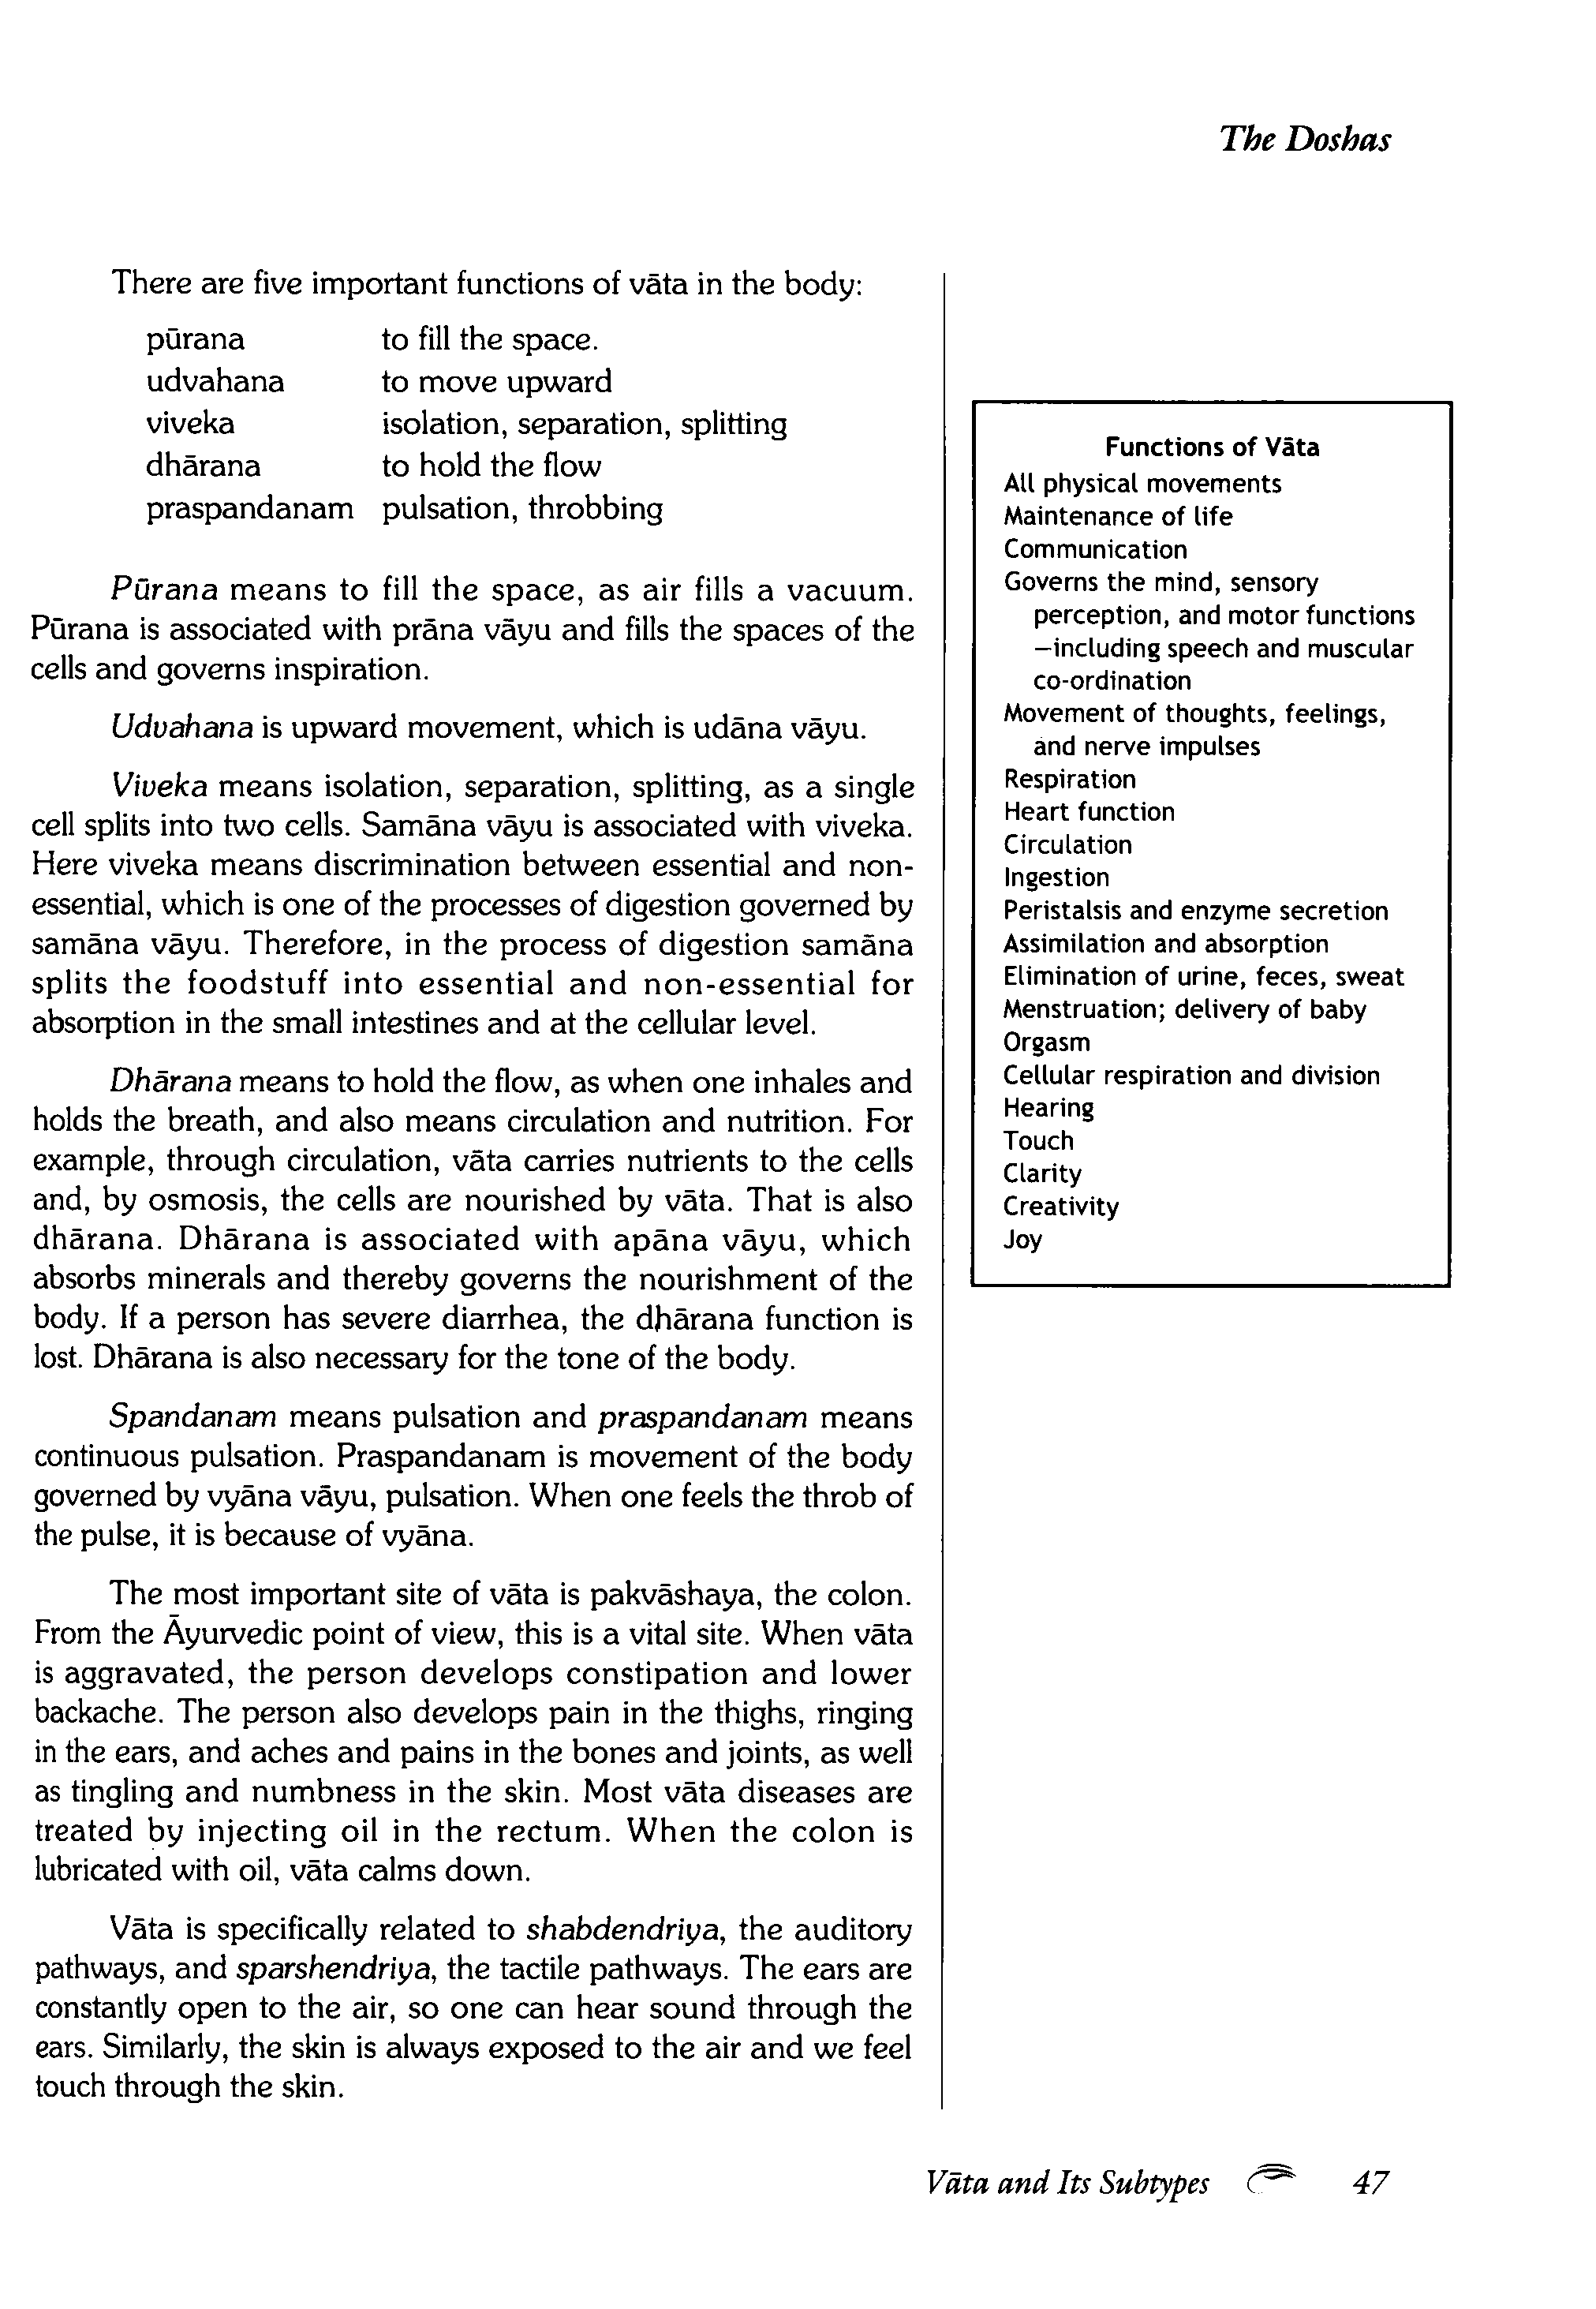 The Doshas
There are five important functions of vāta in the body:
pūrana to fill the space.
udvahana to move upward
viveka isolation, separation, splitting
dhārana to hold the flow
praspandanam pulsation, throbbing
Pūrana means to fill the space, as air fills a vacuum.
Pūrana is associated with prāna vāyu and fills the spaces of the
cells and governs inspiration.
Udvahana is upward movement, which is udāna vāyu.
Viveka means isolation, separation, splitting, as a single
cell splits into two cells. Samāna vāyu is associated with viveka.
Here viveka means discrimination between essential and non-
essential, which is one of the processes of digestion governed by
samāna vāyu. Therefore, in the process of digestion samāna
splits the foodstuff into essential and non-essential for
absorption in the small intestines and at the cellular level.
Dhārana means to hold the flow, as when one inhales and
holds the breath, and also means circulation and nutrition. For
example, through circulation, vāta carries nutrients to the cells
and, by osmosis, the cells are nourished by vāta. That is also
dhārana. Dhārana is associated with apāna vāyu, which
absorbs minerals and thereby governs the nourishment of the
body. If a person has severe diarrhea, the dhārana function is
lost. Dhārana is also necessary for the tone of the body.
Spandanam means pulsation and praspandanam means
continuous pulsation. Praspandanam is movement of the body
governed by vyāna vāyu, pulsation. When one feels the throb of
the pulse, it is because of vyāna.
The most important site of vāta is pakvāshaya, the colon.
From the Āyurvedic point of view, this is a vital site. When vāta
is aggravated, the person develops constipation and lower
backache. The person also develops pain in the thighs, ringing
in the ears, and aches and pains in the bones and joints, as well
as tingling and numbness in the skin. Most vāta diseases are
treated by injecting oil in the rectum. When the colon is
lubricated with oil, vāta calms down.
Vāta is specifically related to shabdendriya, the auditory
pathways, and sparshendriya, the tactile pathways. The ears are
constantly open to the air, so one can hear sound through the
ears. Similarly, the skin is always exposed to the air and we feel
touch through the skin.
Functions of Vāta
All physical movements
Maintenance of life
Communication
Governs the mind, sensory
perception, and motor functions
—including speech and muscular
co-ordination
Movement of thoughts, feelings,
and nerve impulses
Respiration
Heart function
Circulation
Ingestion
Peristalsis and enzyme secretion
Assimilation and absorption
Elimination of urine, feces, sweat
Menstruation; delivery of baby
Orgasm
Cellular respiration and division
Hearing
Touch
Clarity
Creativity
Joy
Vāta and Its Subtypes 47